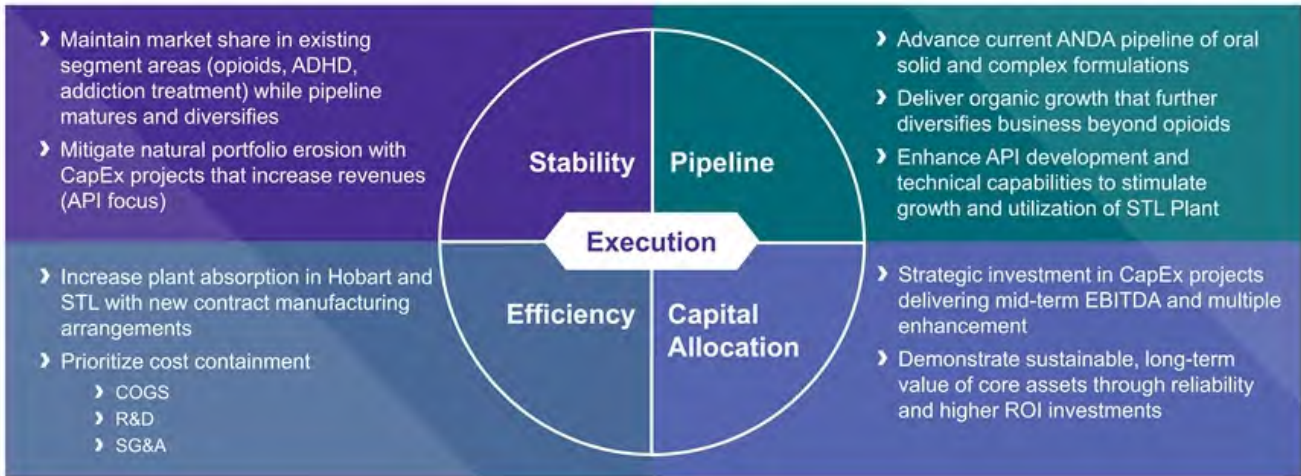 › Maintain market share in existing
segment areas (opioids, ADHD,
addiction treatment) while pipeline
matures and diversifies
› Mitigate natural portfolio erosion with
CapEx projects that increase revenues
(API focus)
Stability
Pipeline
› Advance current ANDA pipeline of oral
solid and complex formulations
› Deliver organic growth that further
diversifies business beyond opioids
› Enhance API development and
technical capabilities to stimulate
growth and utilization of STL Plant
Execution
› Increase plant absorption in Hobart and
STL with new contract manufacturing
arrangements
› Prioritize cost containment
› COGS
› R&D
› SG&A
Efficiency
Capital
Allocation
› Strategic investment in CapEx projects
delivering mid-term EBITDA and multiple
enhancement
› Demonstrate sustainable, long-term
value of core assets through reliability
and higher ROI investments